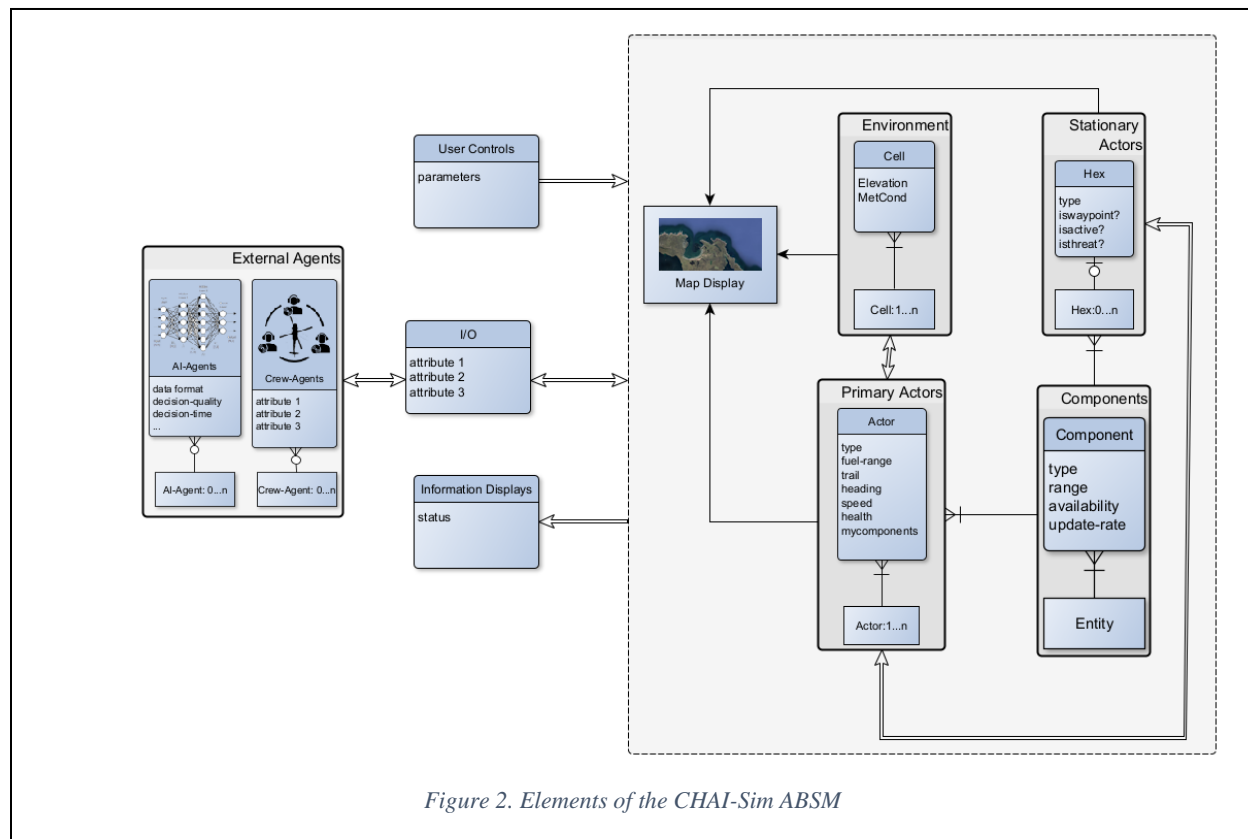 User Controls
parameters
External Agents
AI-Agents
data format
decision-quality
decision-time
...
AI-Agent: 0...n
Crew-Agents
attribute 1
attribute 2
attribute 3
Crew-Agent: 0...n
I/O
attribute 1
attribute 2
attribute 3
Information Displays
status
Map Display
Environment
Cell
Elevation
MetCond
Cell:1...n
Stationary
Actors
Hex
type
iswaypoint?
isactive?
isthreat?
Hex:0...n
Primary Actors
Actor
type
fuel-range
trail
heading
speed
health
mycomponents
Actor:1...n
Components
Component
type
range
availability
update-rate
Entity
Figure 2. Elements of the CHAI-Sim ABSM